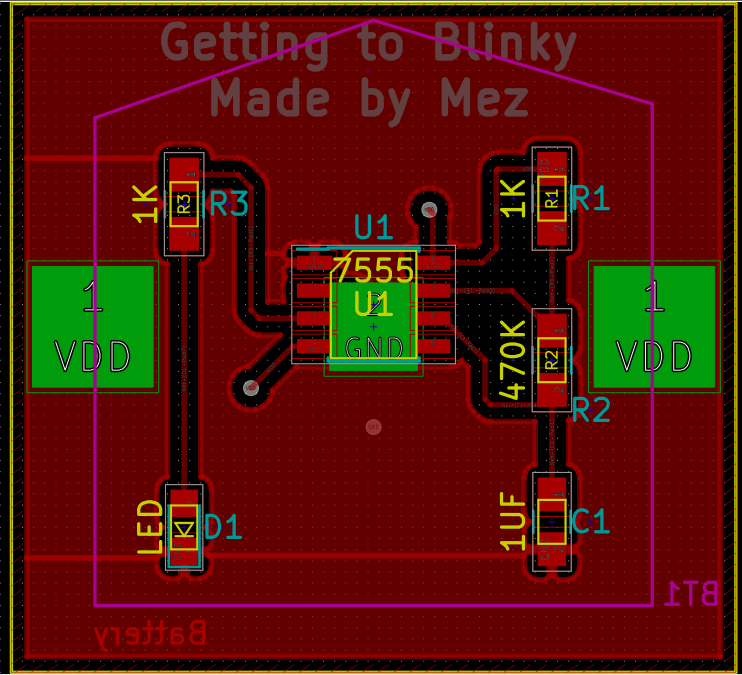 Getting to Blinky
Made by Mez
1K
R3
R3
U1
1K
R1
R1
7555
U1
2
GND
1
VDD
1
VDD
470K
R2
R2
LED
D1
1UF
C1
BT1
Battery